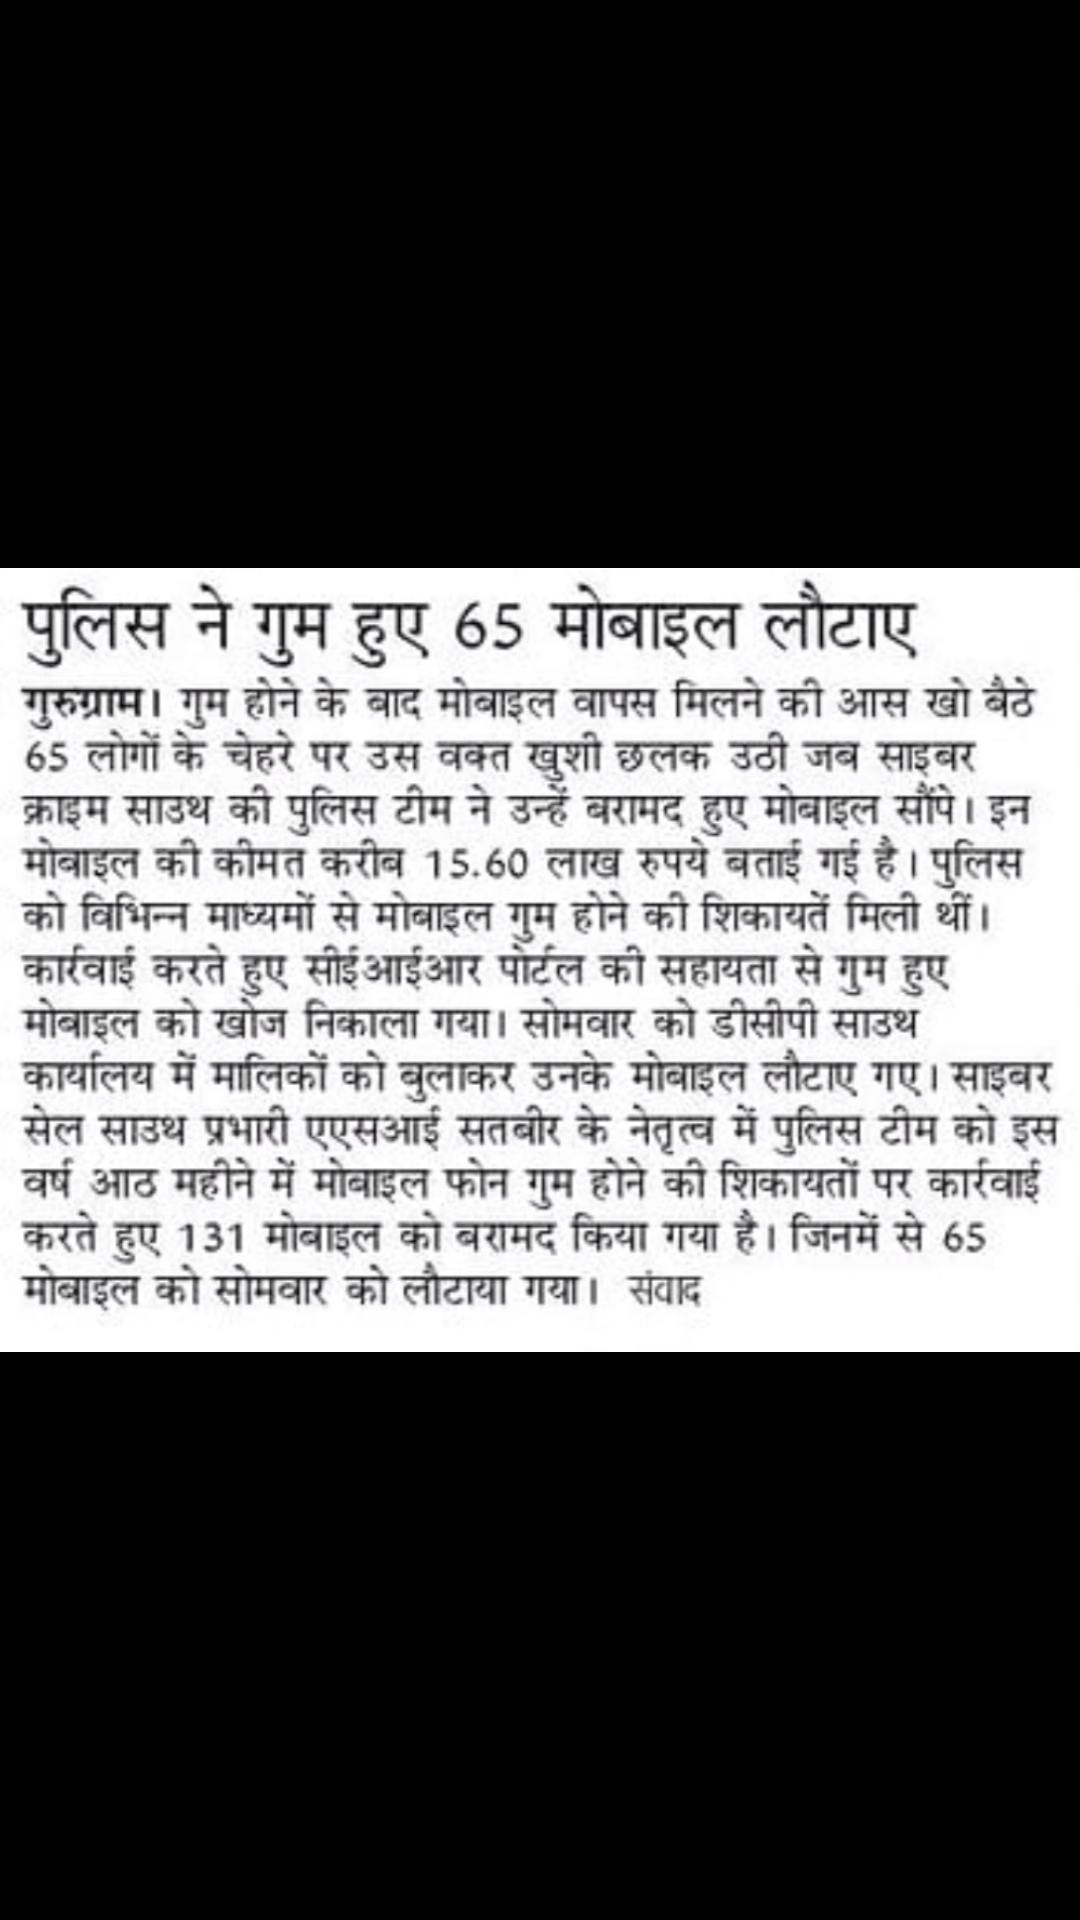 पुलिस ने गुम हुए 65 मोबाइल लौटाए
गुरुग्राम। गुम होने के बाद मोबाइल वापस मिलने की आस खो बैठे
65 लोगों के चेहरे पर उस वक्त खुशी छलक उठी जब साइबर
क्राइम साउथ की पुलिस टीम ने उन्हें बरामद हुए मोबाइल सौंपे। इन
मोबाइल की कीमत करीब 15.60 लाख रुपये बताई गई है। पुलिस
को विभिन्न माध्यमों से मोबाइल गुम होने की शिकायतें मिली थीं।
कार्रवाई करते हुए सीईआईआर पोर्टल की सहायता से गुम हुए
मोबाइल को खोज निकाला गया। सोमवार को डीसीपी साउथ
कार्यालय में मालिकों को बुलाकर उनके मोबाइल लौटाए गए। साइबर
सेल साउथ प्रभारी एएसआई सतबीर के नेतृत्व में पुलिस टीम को इस
वर्ष आठ महीने में मोबाइल फोन गुम होने की शिकायतों पर कार्रवाई
करते हुए 131 मोबाइल को बरामद किया गया है। जिनमें से 65
मोबाइल को सोमवार को लौटाया गया। संवाद